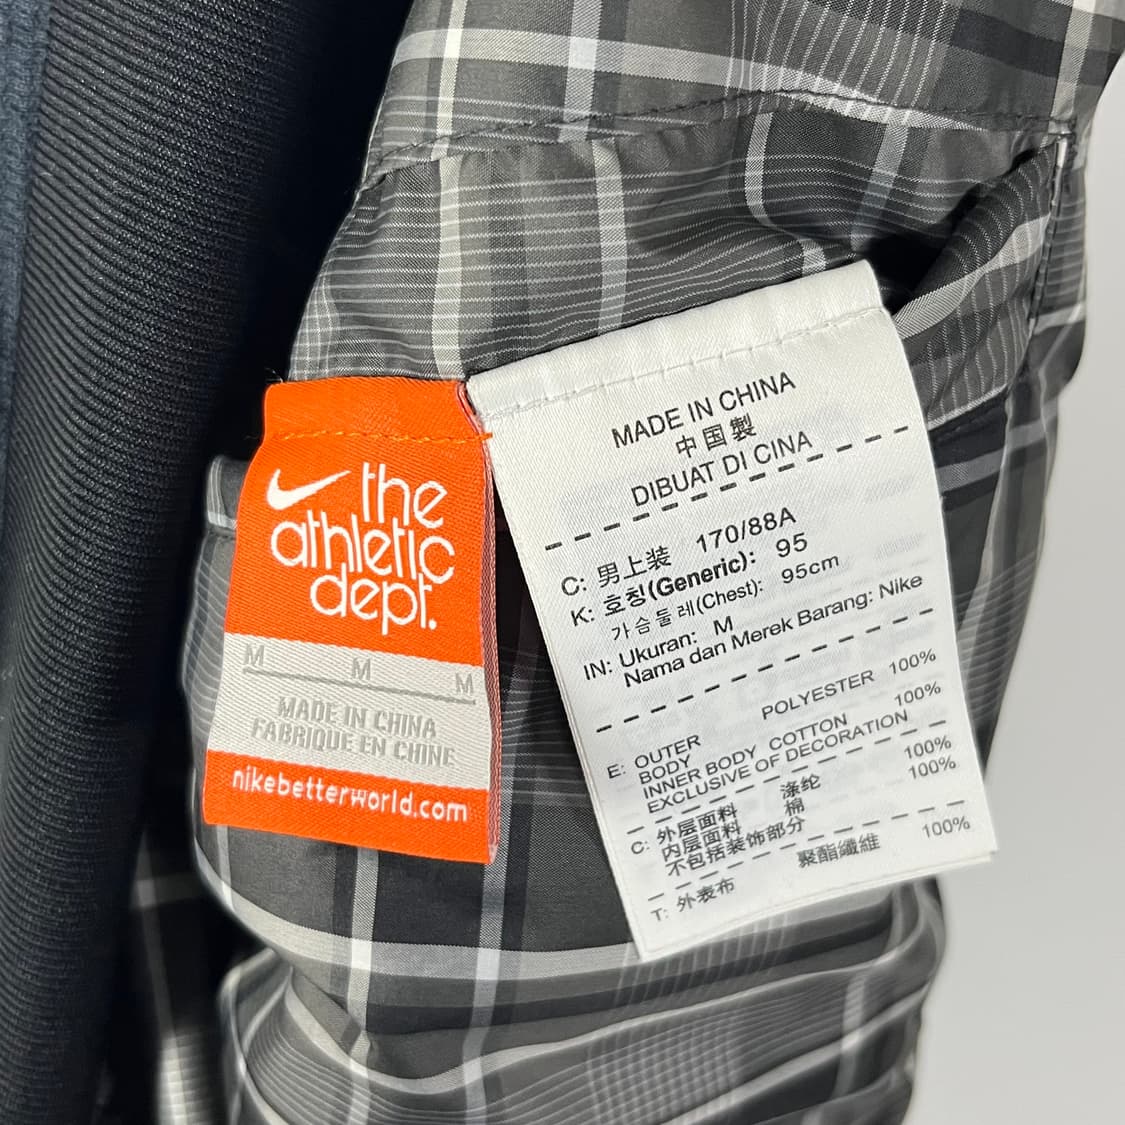 the
athletic
dept.
M M M
MADE IN CHINA
FABRIQUE EN CHINE
nikebetterworld.com
MADE IN CHINA
中国製
DIBUAT DI CINA
C: 男上装 170/88A
K: 호칭(Generic): 95
가슴둘레(Chest): 95cm
IN: Ukuran: M
Nama dan Merek Barang: Nike
E: OUTER BODY POLYESTER 100%
INNER BODY COTTON 100%
EXCLUSIVE OF DECORATION
C: 外层面料 涤纶 100%
内层面料 棉 100%
不包括装饰部分
T: 外表布 聚酯纖維 100%